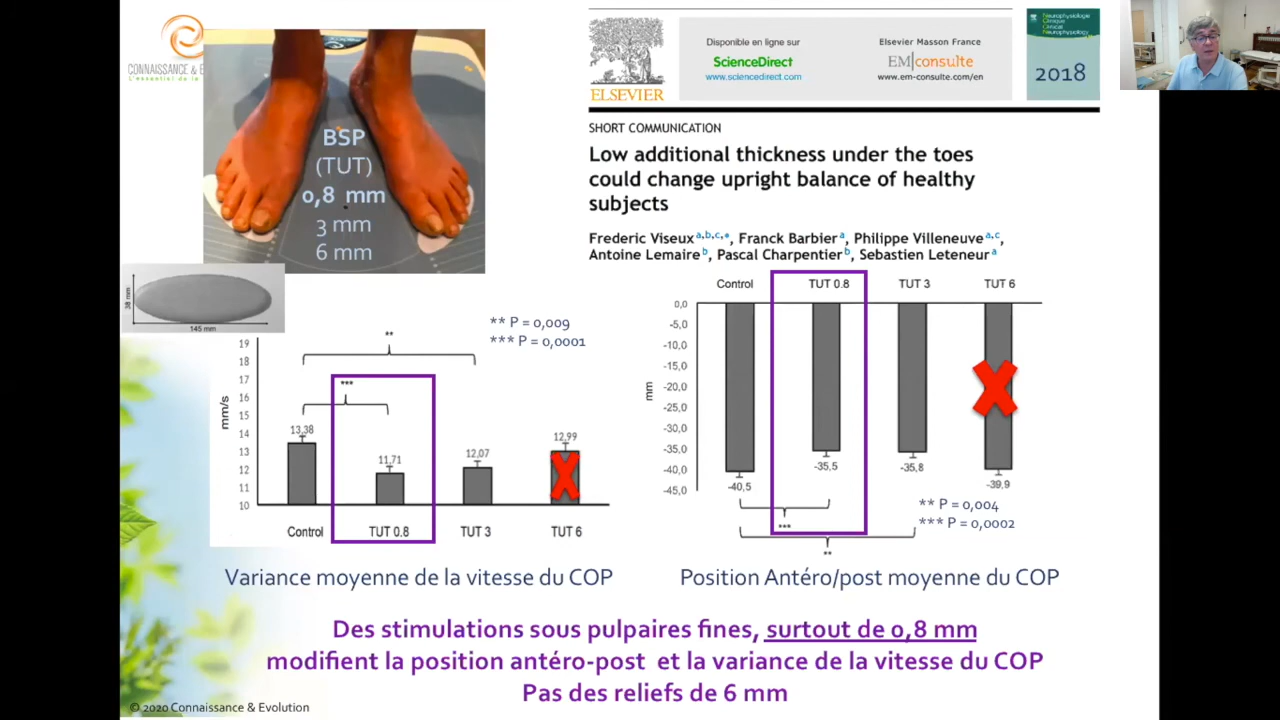 CONNAISSANCE & E
L'essentiel de la
BSP
(TUT)
0,8 mm
3 mm
6 mm
38 mm
145 mm
ELSEVIER
Disponible en ligne sur
ScienceDirect
www.sciencedirect.com
Elsevier Masson France
EM|consulte
www.em-consulte.com/en
Neurophysiologie
Clinique
Clinical
Neurophysiology
2018
SHORT COMMUNICATION
Low additional thickness under the toes
could change upright balance of healthy
subjects
Frederic Viseux a,b,c,*, Franck Barbier a, Philippe Villeneuve a,c,
Antoine Lemaire b, Pascal Charpentier b, Sebastien Leteneur a
** P = 0,009
*** P = 0,0001
19
18
17
16
15
14
13
12
11
10
mm/s
**
***
13,38
11,71
12,07
12,99
Control
TUT 0.8
TUT 3
TUT 6
Variance moyenne de la vitesse du COP
Control
TUT 0.8
TUT 3
TUT 6
0,0
-5,0
-10,0
-15,0
-20,0
-25,0
-30,0
-35,0
-40,0
-45,0
mm
-40,5
-35,5
-35,8
-39,9
***
**
** P = 0,004
*** P = 0,0002
Position Antéro/post moyenne du COP
Des stimulations sous pulpaires fines, surtout de 0,8 mm
modifient la position antéro-post et la variance de la vitesse du COP
Pas des reliefs de 6 mm
© 2020 Connaissance & Evolution